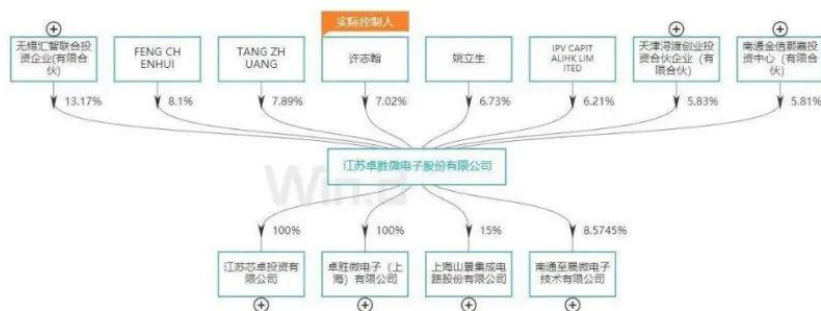 实际控制人
无锡汇智联合投
资企业(有限合
伙)
FENG CH
ENHUI
TANG ZH
UANG
许志翰
姚立生
IPV CAPIT
AL IHK LIM
ITED
天津浔渡创业投
资合伙企业（有
限合伙）
南通金信灏嘉投
资中心（有限合
伙）
13.17%
8.1%
7.89%
7.02%
6.73%
6.21%
5.83%
5.81%
江苏卓胜微电子股份有限公司
Win.d
100%
100%
15%
8.5745%
江苏芯卓投资有
限公司
卓胜微电子（上
海）有限公司
上海山景集成电
路股份有限公司
南通至晟微电子
技术有限公司